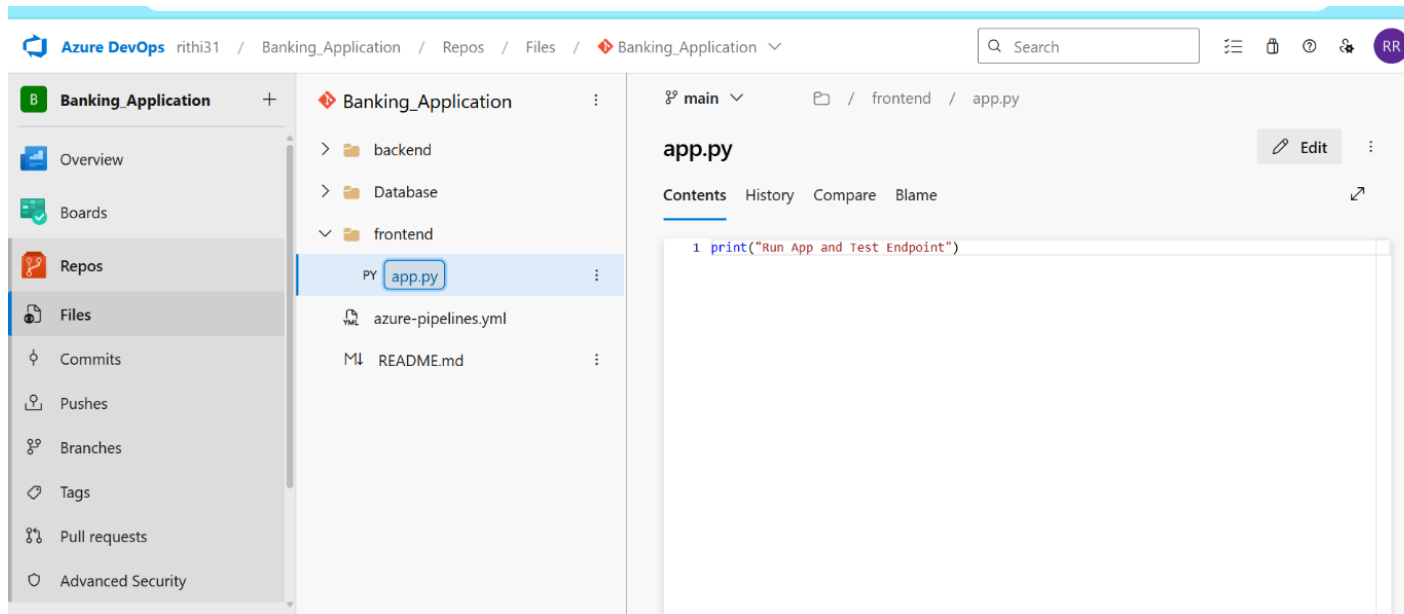 Azure DevOps rithi31 / Banking_Application / Repos / Files / Banking_Application
Search
RR
B Banking_Application +
Overview
Boards
Repos
Files
Commits
Pushes
Branches
Tags
Pull requests
Advanced Security
Banking_Application
backend
Database
frontend
PY app.py
YML azure-pipelines.yml
M↓ README.md
main / frontend / app.py
app.py
Edit
Contents History Compare Blame
1 print("Run App and Test Endpoint")